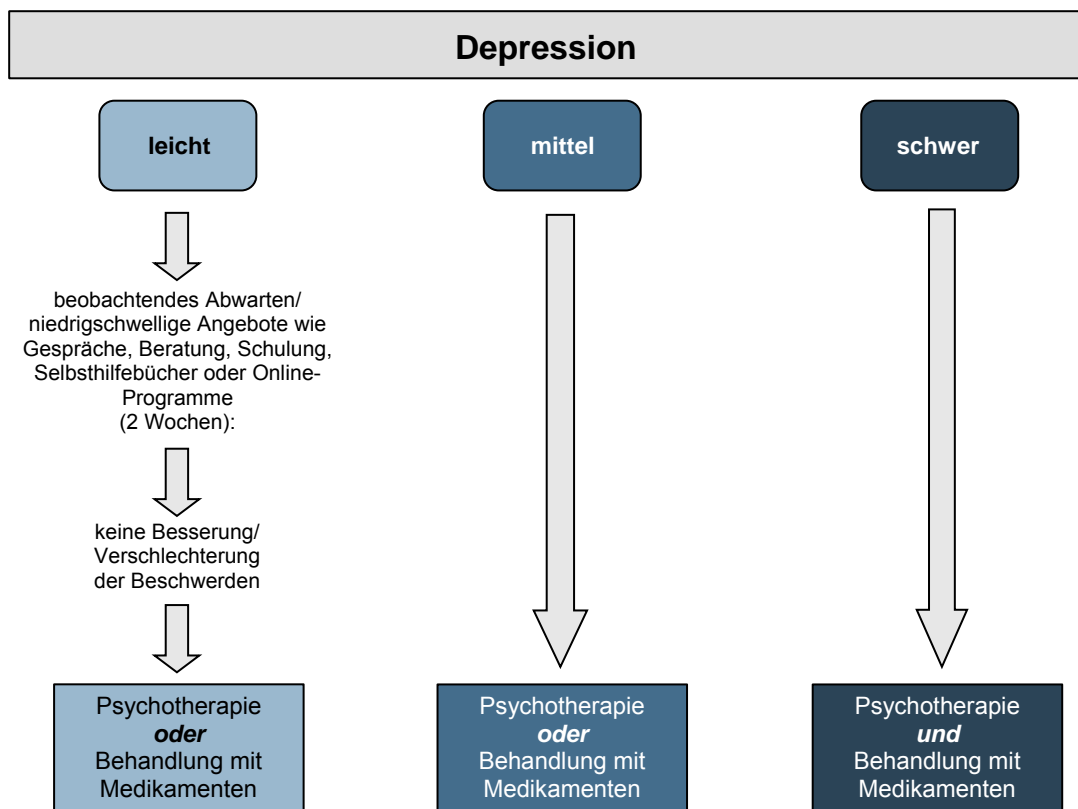 Depression
leicht
mittel
schwer
beobachtendes Abwarten/
niedrigschwellige Angebote wie
Gespräche, Beratung, Schulung,
Selbsthilfebücher oder Online-
Programme
(2 Wochen):
keine Besserung/
Verschlechterung
der Beschwerden
Psychotherapie
oder
Behandlung mit
Medikamenten
Psychotherapie
oder
Behandlung mit
Medikamenten
Psychotherapie
und
Behandlung mit
Medikamenten